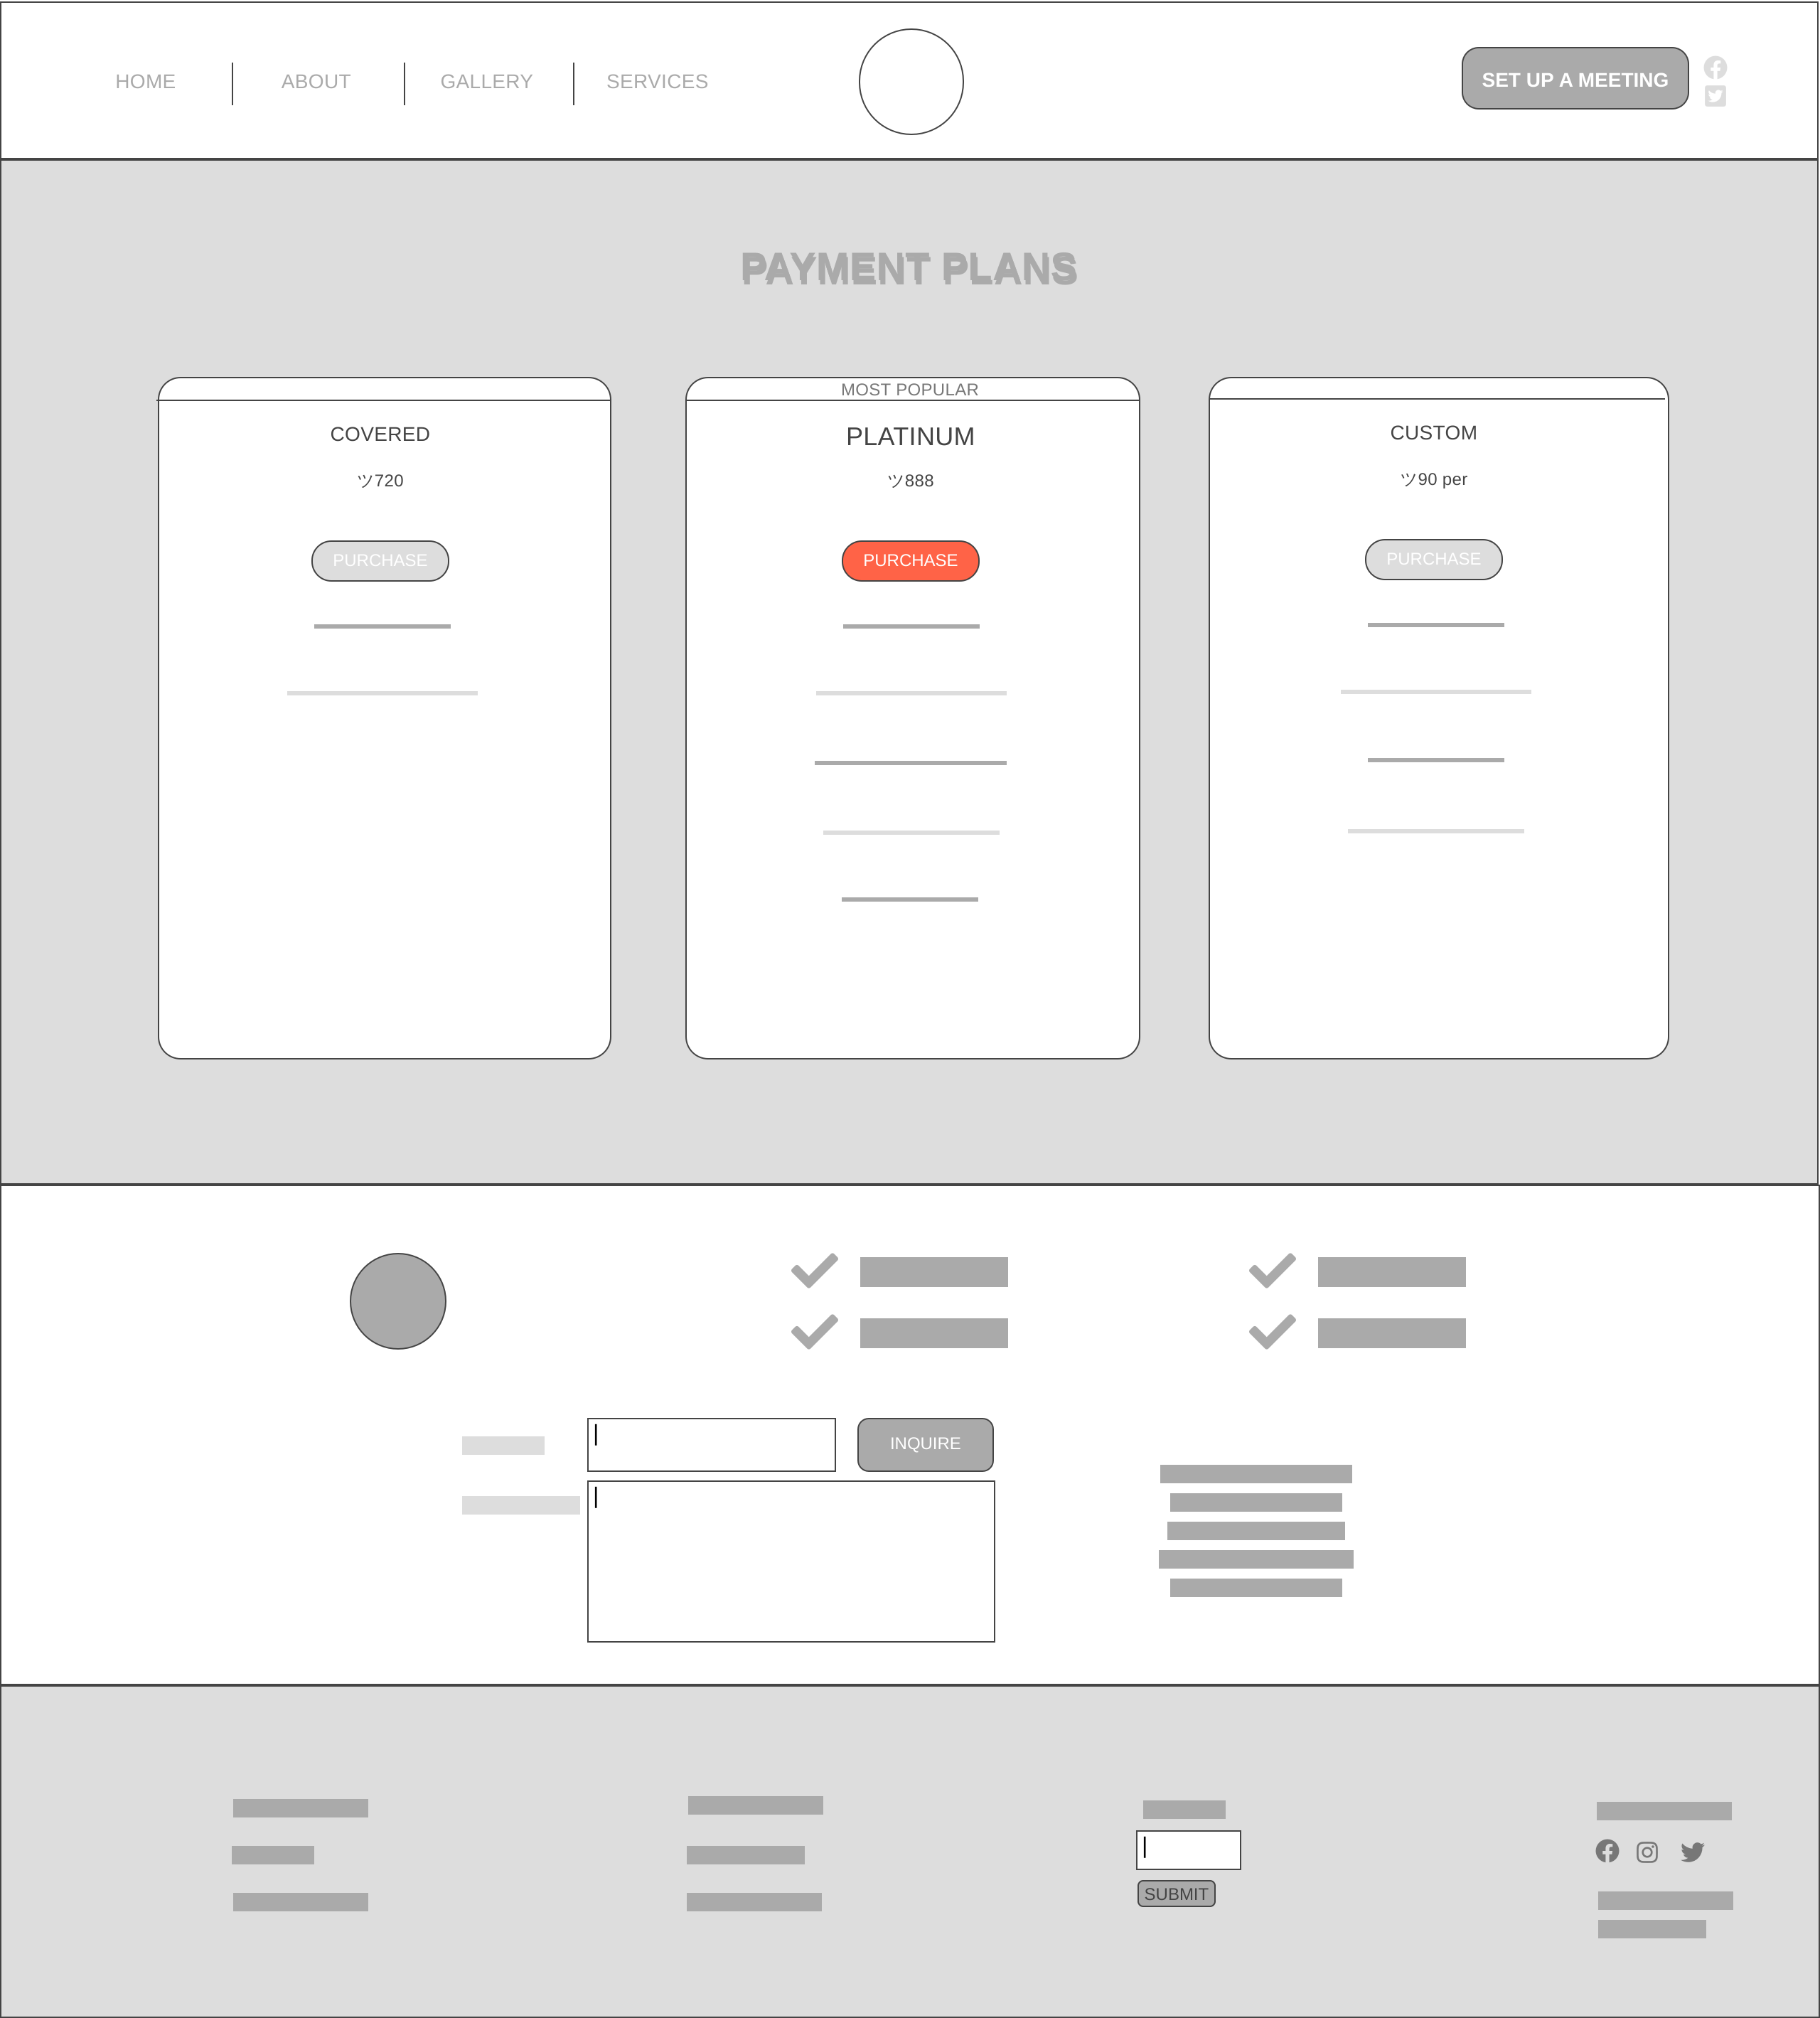 HOME
ABOUT
GALLERY
SERVICES
SET UP A MEETING
PAYMENT PLANS
COVERED
ツ720
PURCHASE
MOST POPULAR
PLATINUM
ツ888
PURCHASE
CUSTOM
ツ90 per
PURCHASE
INQUIRE
SUBMIT